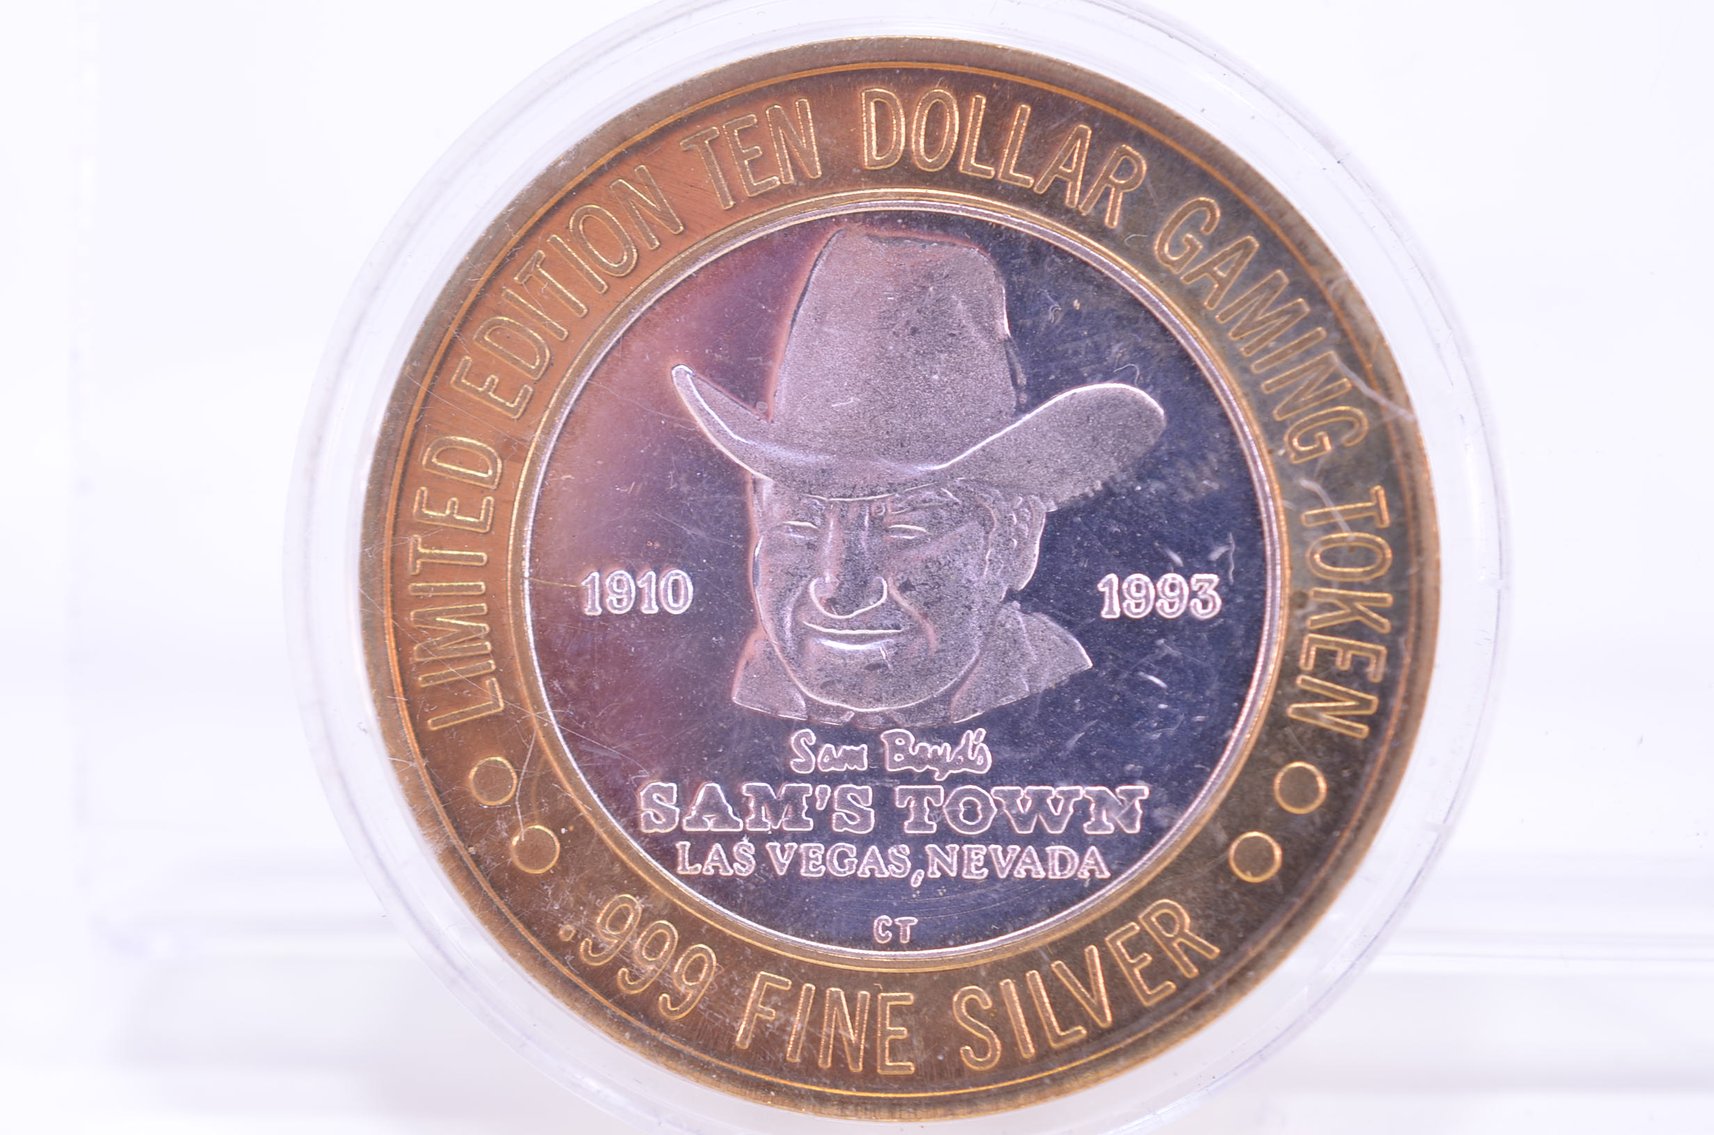 LIMITED EDITION TEN DOLLAR GAMING TOKEN
1910
1993
Sam Boyd's
SAM'S TOWN
LAS VEGAS, NEVADA
CT
.999 FINE SILVER